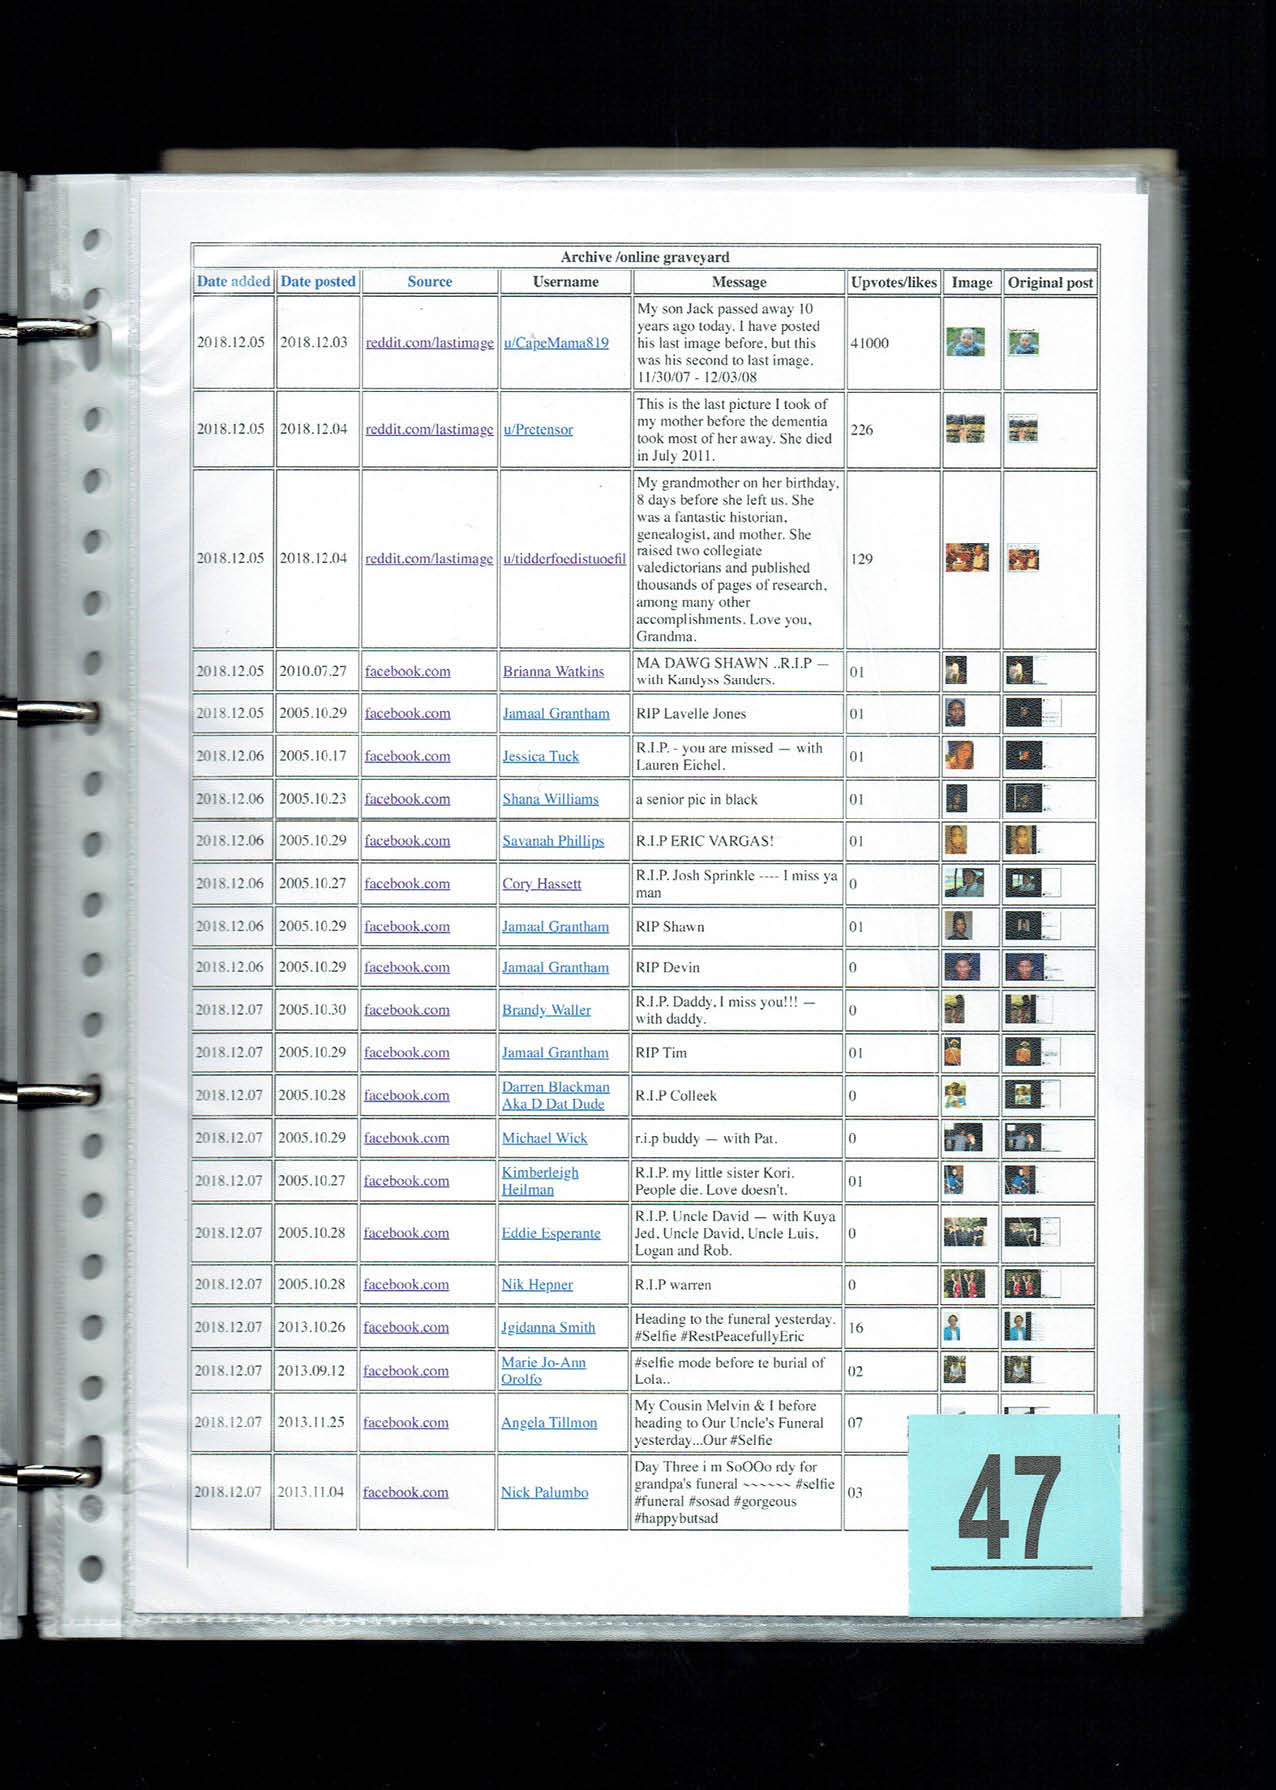 Archive /online graveyard
Date added Date posted Source Username Message Upvotes/likes Image Original post
2018.12.05 2018.12.03 reddit.com/lastimage u/CapeMama819 My son Jack passed away 10
years ago today. I have posted
his last image before, but this
was his second to last image.
11/30/07 - 12/03/08
41000
2018.12.05 2018.12.04 reddit.com/lastimage u/Pretensor This is the last picture I took of
my mother before the dementia
took most of her away. She died
in July 2011.
226
2018.12.05 2018.12.04 reddit.com/lastimage u/tidderfoedistuoefil My grandmother on her birthday,
8 days before she left us. She
was a fantastic historian,
genealogist, and mother. She
raised two collegiate
valedictorians and published
thousands of pages of research,
among many other
accomplishments. Love you,
Grandma.
129
2018.12.05 2010.07.27 facebook.com Brianna Watkins MA DAWG SHAWN ..R.I.P —
with Kandyss Sanders.
01
2018.12.05 2005.10.29 facebook.com Jamaal Grantham RIP Lavelle Jones 01
2018.12.06 2005.10.17 facebook.com Jessica Tuck R.I.P. - you are missed — with
Lauren Eichel.
01
2018.12.06 2005.10.23 facebook.com Shana Williams a senior pic in black 01
2018.12.06 2005.10.29 facebook.com Savanah Phillips R.I.P ERIC VARGAS! 01
2018.12.06 2005.10.27 facebook.com Cory Hassett R.I.P. Josh Sprinkle ---- I miss ya
man
0
2018.12.06 2005.10.29 facebook.com Jamaal Grantham RIP Shawn 01
2018.12.06 2005.10.29 facebook.com Jamaal Grantham RIP Devin 0
2018.12.07 2005.10.30 facebook.com Brandy Waller R.I.P. Daddy, I miss you!!! —
with daddy.
0
2018.12.07 2005.10.29 facebook.com Jamaal Grantham RIP Tim 01
2018.12.07 2005.10.28 facebook.com Darren Blackman
Aka D Dat Dude
R.I.P Colleek 0
2018.12.07 2005.10.29 facebook.com Michael Wick r.i.p buddy — with Pat. 0
2018.12.07 2005.10.27 facebook.com Kimberleigh
Heilman
R.I.P. my little sister Kori.
People die. Love doesn't.
01
2018.12.07 2005.10.28 facebook.com Eddie Esperante R.I.P. Uncle David — with Kuya
Jed, Uncle David, Uncle Luis,
Logan and Rob.
0
2018.12.07 2005.10.28 facebook.com Nik Hepner R.I.P warren 0
2018.12.07 2013.10.26 facebook.com Jgidanna Smith Heading to the funeral yesterday.
#Selfie #RestPeacefullyEric
16
2018.12.07 2013.09.12 facebook.com Marie Jo-Ann
Orolfo
#selfie mode before te burial of
Lola..
02
2018.12.07 2013.11.25 facebook.com Angela Tillmon My Cousin Melvin & I before
heading to Our Uncle's Funeral
yesterday...Our #Selfie
07
2018.12.07 2013.11.04 facebook.com Nick Palumbo Day Three i m SoOOo rdy for
grandpa's funeral ~~~~~~ #selfie
#funeral #sosad #gorgeous
#happybutsad
03
47